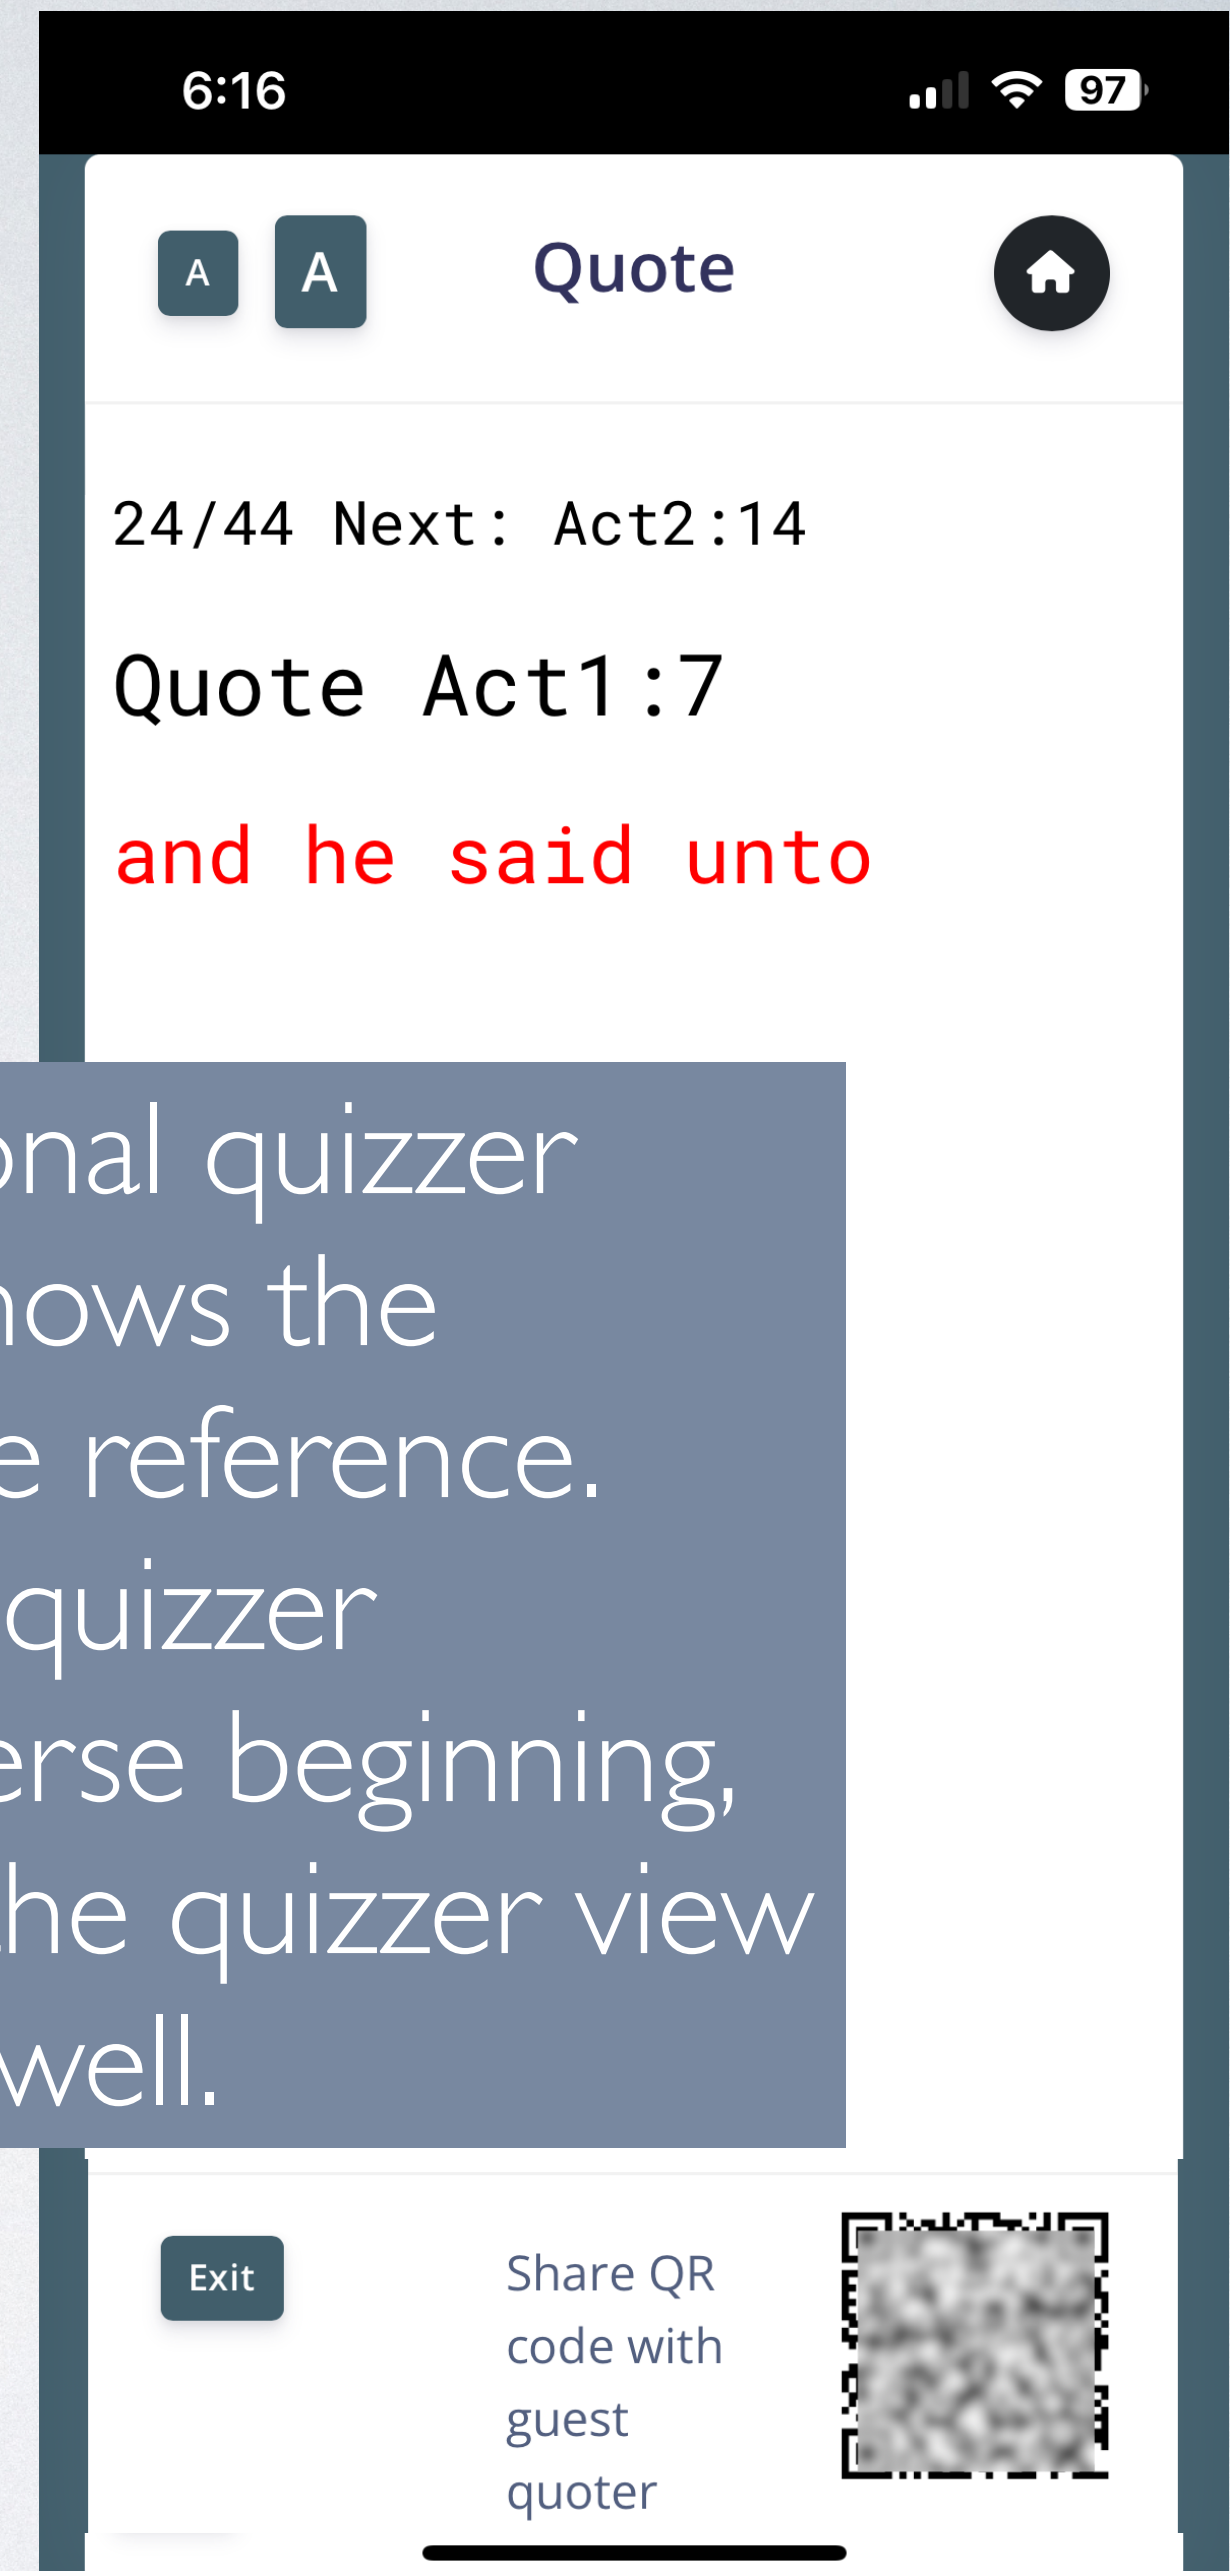 6:16
97
A A Quote
24/44 Next: Act2:14
Quote Act1:7
and he said unto
quizzer
the
reference.
quizzer
beginning,
quizzer view
well.
Exit
Share QR
code with
guest
quoter